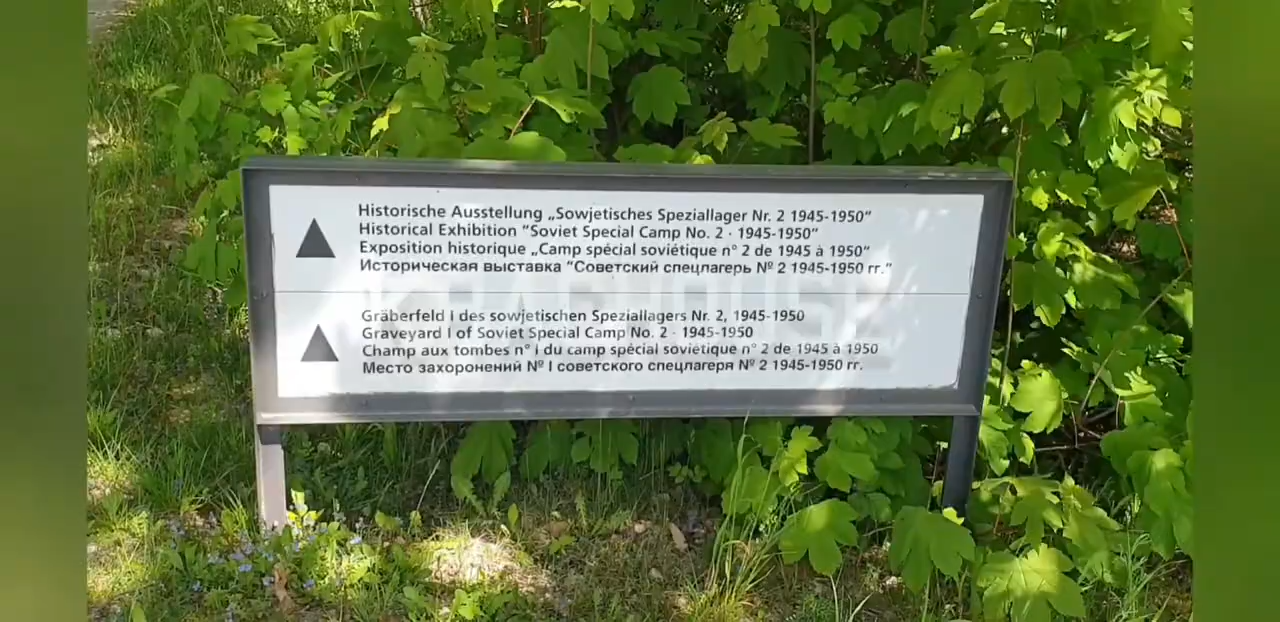 Historische Ausstellung „Sowjetisches Speziallager Nr. 2 1945-1950“
Historical Exhibition "Soviet Special Camp No. 2 · 1945-1950"
Exposition historique „Camp spécial soviétique n° 2 de 1945 à 1950“
Историческая выставка "Советский спецлагерь № 2 1945-1950 гг."
Gräberfeld I des sowjetischen Speziallagers Nr. 2, 1945-1950
Graveyard I of Soviet Special Camp No. 2 · 1945-1950
Champ aux tombes n° I du camp spécial soviétique n° 2 de 1945 à 1950
Место захоронений № I советского спецлагеря № 2 1945-1950 гг.